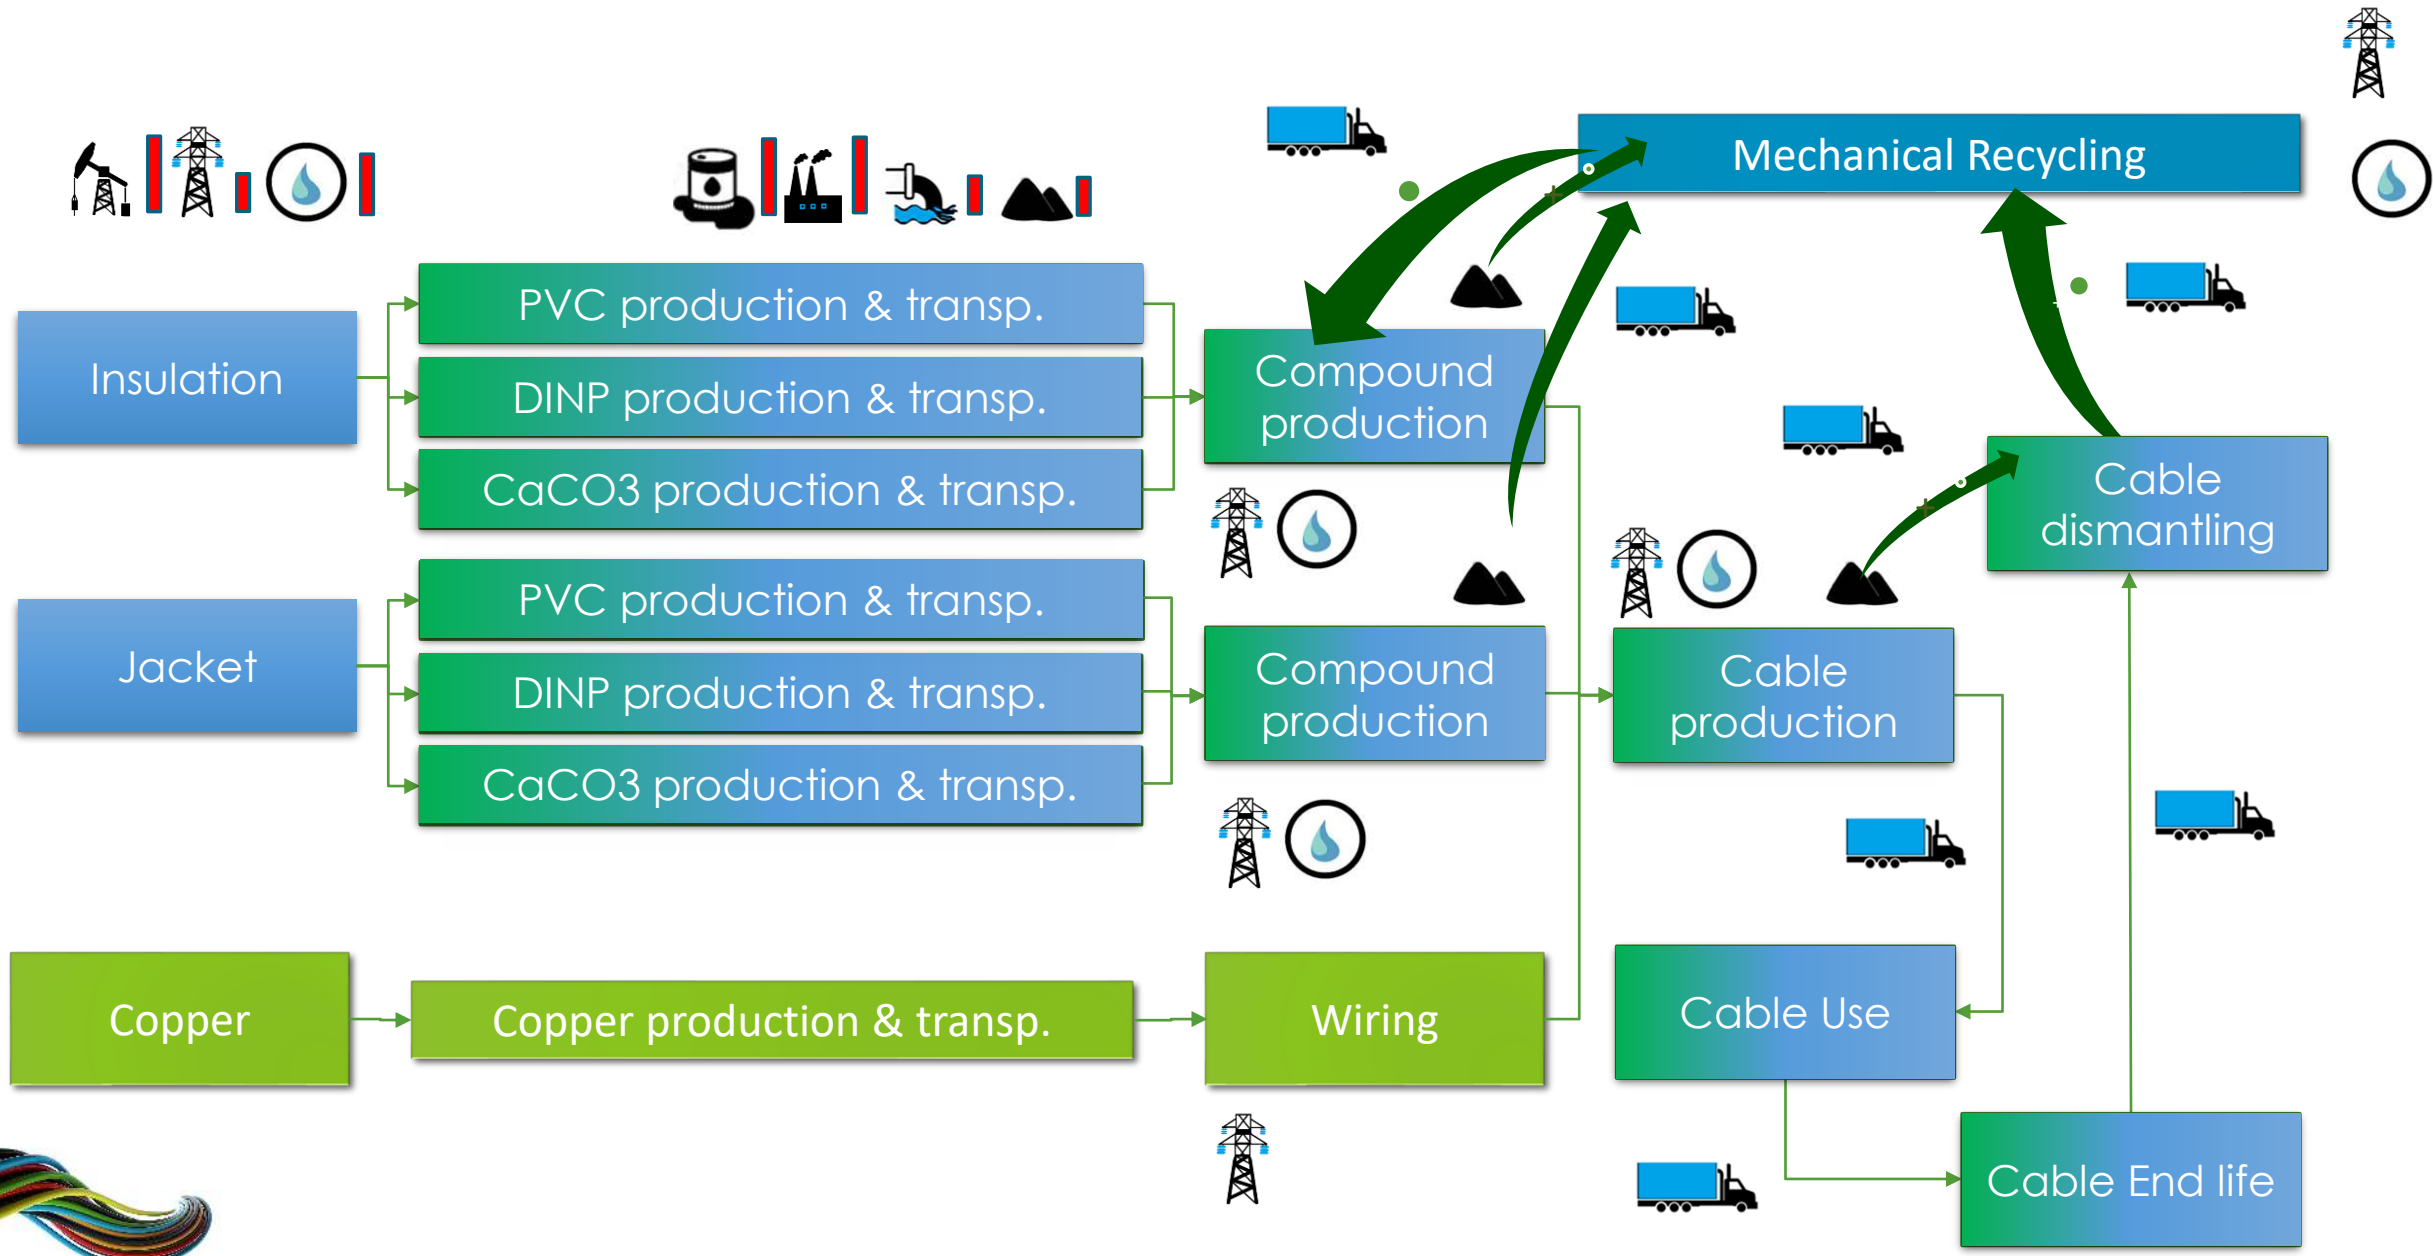 Mechanical Recycling
Insulation
PVC production & transp.
DINP production & transp.
CaCO3 production & transp.
Compound
production
Jacket
PVC production & transp.
DINP production & transp.
CaCO3 production & transp.
Compound
production
Cable
production
Cable
dismantling
Copper
Copper production & transp.
Wiring
Cable Use
Cable End life